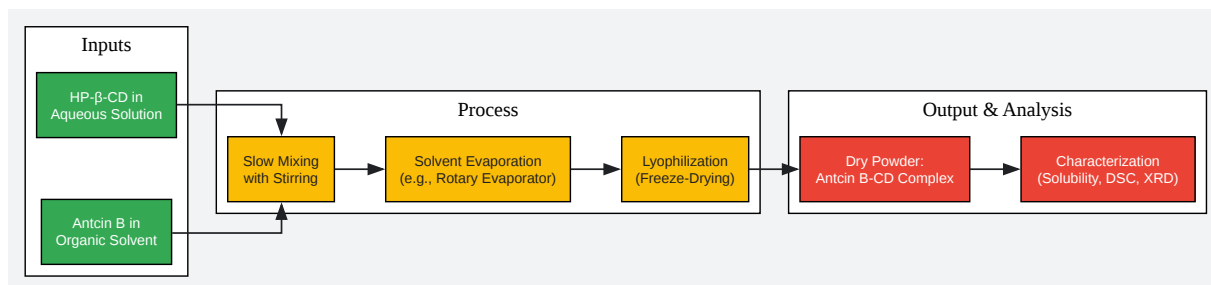 Inputs
HP-β-CD in
Aqueous Solution
Antcin B in
Organic Solvent
Process
Slow Mixing
with Stirring
Solvent Evaporation
(e.g., Rotary Evaporator)
Lyophilization
(Freeze-Drying)
Output & Analysis
Dry Powder:
Antcin B-CD Complex
Characterization
(Solubility, DSC, XRD)